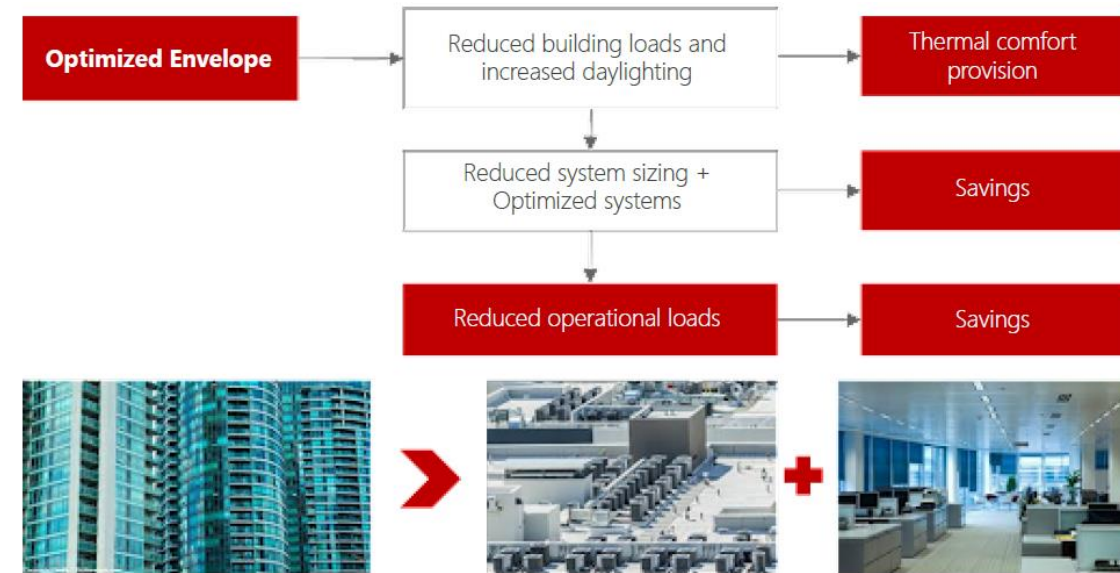 Optimized Envelope
Reduced building loads and
increased daylighting
Thermal comfort
provision
Reduced system sizing +
Optimized systems
Savings
Reduced operational loads
Savings